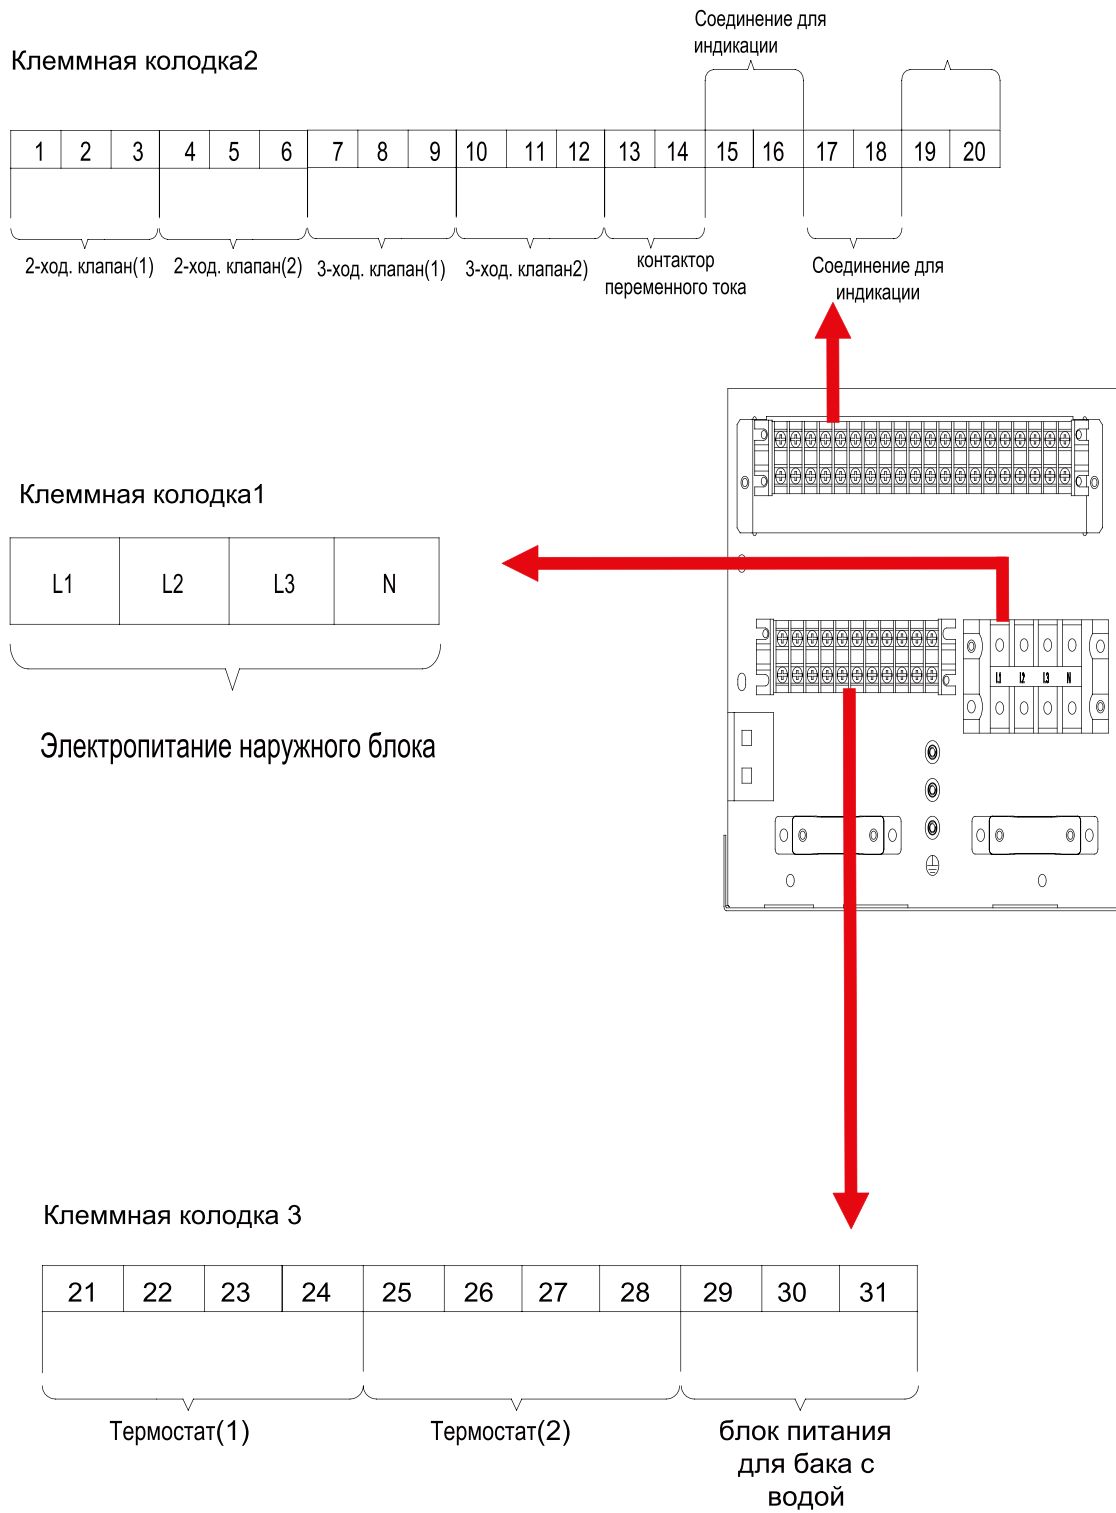 Соединение для
индикации
Клеммная колодка2
1 2 3 4 5 6 7 8 9 10 11 12 13 14 15 16 17 18 19 20
2-ход. клапан(1)
2-ход. клапан(2)
3-ход. клапан(1)
3-ход. клапан2)
контактор
переменного тока
Соединение для
индикации
Клеммная колодка1
L1 L2 L3 N
Электропитание наружного блока
L1 L2 L3 N
Клеммная колодка 3
21 22 23 24 25 26 27 28 29 30 31
Термостат(1)
Термостат(2)
блок питания
для бака с
водой